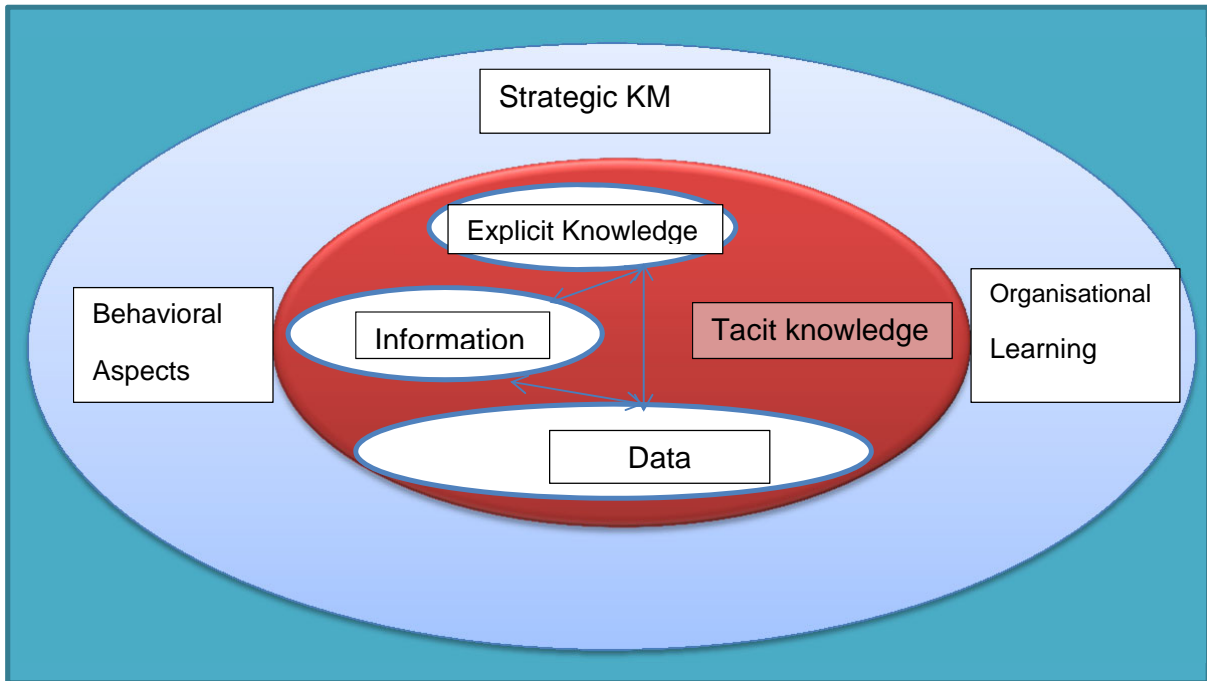 Strategic KM
Explicit Knowledge
Behavioral
Aspects
Information
Tacit knowledge
Organisational
Learning
Data